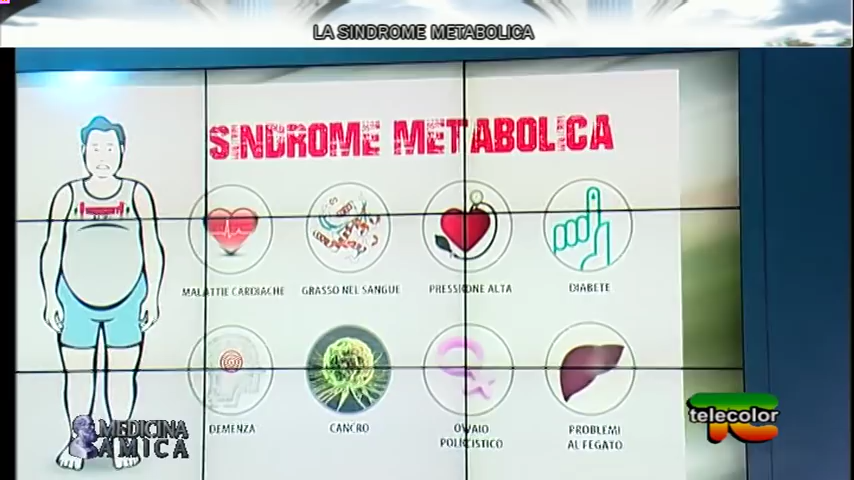 LA SINDROME METABOLICA
SINDROME METABOLICA
MALATTIE CARDIACHE
GRASSO NEL SANGUE
PRESSIONE ALTA
DIABETE
DEMENZA
CANCRO
OVAIO
POLICISTICO
PROBLEMI
AL FEGATO
MEDICINA
AMICA
telecolor
TC